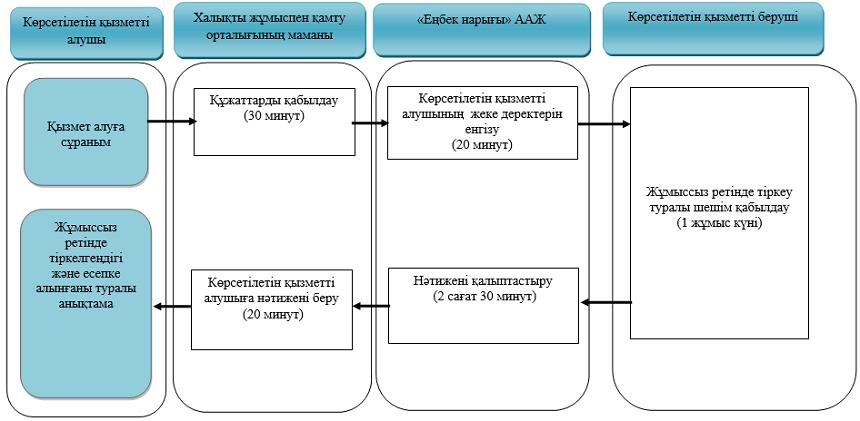 Көрсетілетін қызметті
алушы
Халықты жұмыспен қамту
орталығының маманы
«Еңбек нарығы» ААЖ
Көрсетілетін қызметті беруші
Қызмет алуға
сұраным
Құжаттарды қабылдау
(30 минут)
Көрсетілетін қызметті
алушының жеке деректерін
енгізу
(20 минут)
Жұмыссыз ретінде тіркеу
туралы шешім қабылдау
(1 жұмыс күні)
Нәтижені қалыптастыру
(2 сағат 30 минут)
Көрсетілетін қызметті
алушыға нәтижені беру
(20 минут)
Жұмыссыз
ретінде
тіркелгендігі
және есепке
алынғаны туралы
анықтама